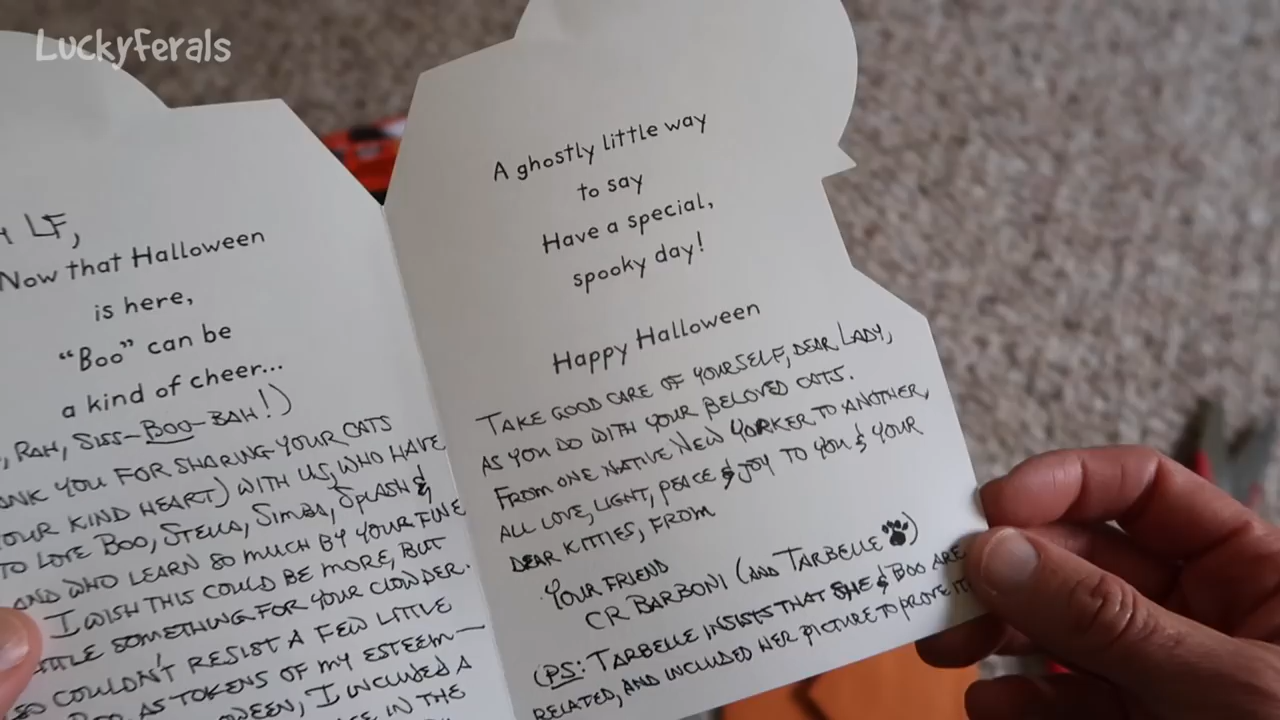 LuckyFerals
LF,
Now that Halloween
is here,
"Boo" can be
a kind of cheer...
RAH, SISS-BOO-BAH!)
YOU FOR SHARING YOUR CATS
YOUR KIND HEART) WITH US, WHO HAVE
TO LOVE BOO, STELLA, SIMBA, SPLASH &
AND WHO LEARN SO MUCH BY YOUR FINE
I WISH THIS COULD BE MORE, BUT
SOMETHING FOR YOUR CLOWDER.
COULDN'T RESIST A FEW LITTLE
AS TOKENS OF MY ESTEEM—
I INCLUDED A
IN THE
A ghostly little way
to say
Have a special,
spooky day!
Happy Halloween
TAKE GOOD CARE OF YOURSELF, DEAR LADY,
AS YOU DO WITH YOUR BELOVED CATS.
FROM ONE NATIVE NEW YORKER TO ANOTHER,
ALL LOVE, LIGHT, PEACE & JOY TO YOU & YOUR
DEAR KITTIES, FROM
YOUR FRIEND
CR BARBONI (AND TARBELLE)
(PS: TARBELLE INSISTS THAT SHE & BOO ARE
RELATED, AND INCLUDED HER PICTURE TO PROVE IT